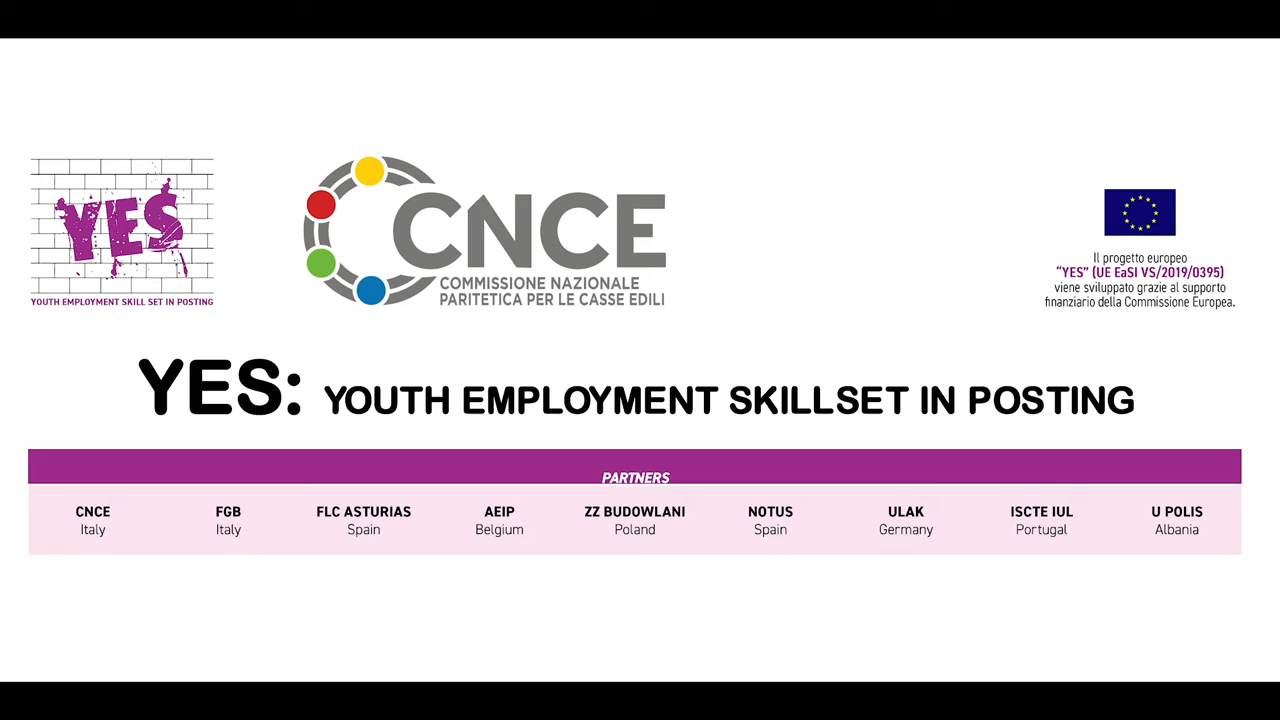 YES
YOUTH EMPLOYMENT SKILL SET IN POSTING
CNCE
COMMISSIONE NAZIONALE
PARITETICA PER LE CASSE EDILI
Il progetto europeo
"YES" (UE EaSI VS/2019/0395)
viene sviluppato grazie al supporto
finanziario della Commissione Europea.
YES: YOUTH EMPLOYMENT SKILLSET IN POSTING
PARTNERS
CNCE
Italy
FGB
Italy
FLC ASTURIAS
Spain
AEIP
Belgium
ZZ BUDOWLANI
Poland
NOTUS
Spain
ULAK
Germany
ISCTE IUL
Portugal
U POLIS
Albania